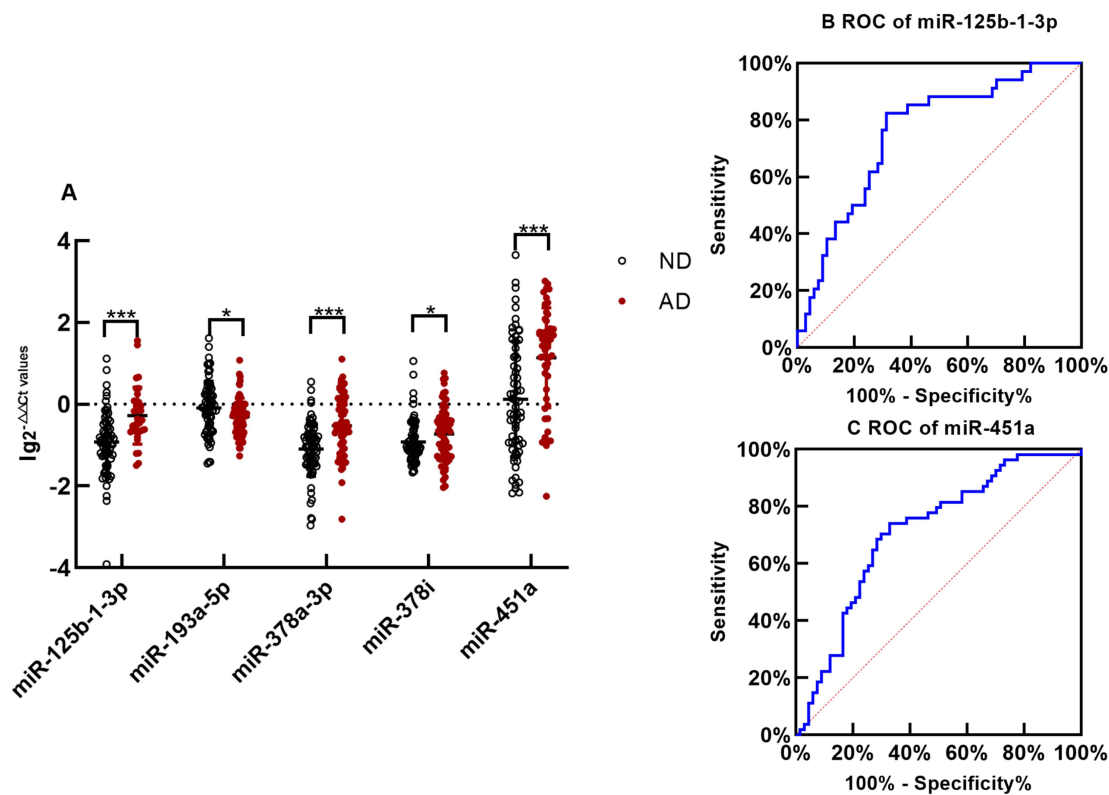 A
lg2-△△Ct values
4
2
0
-2
-4
***
*
***
*
***
miR-125b-1-3p
miR-193a-5p
miR-378a-3p
miR-378i
miR-451a
ND
AD
B ROC of miR-125b-1-3p
Sensitivity
100%
80%
60%
40%
20%
0%
0%
20%
40%
60%
80%
100%
100% - Specificity%
C ROC of miR-451a
Sensitivity
100%
80%
60%
40%
20%
0%
0%
20%
40%
60%
80%
100%
100% - Specificity%